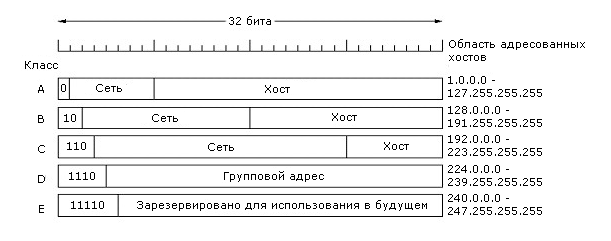 32 бита
Область адресованных
хостов
Класс
A 0 Сеть Хост 1.0.0.0 -
127.255.255.255
B 10 Сеть Хост 128.0.0.0 -
191.255.255.255
C 110 Сеть Хост 192.0.0.0 -
223.255.255.255
D 1110 Групповой адрес 224.0.0.0 -
239.255.255.255
E 11110 Зарезервировано для использования в будущем 240.0.0.0 -
247.255.255.255